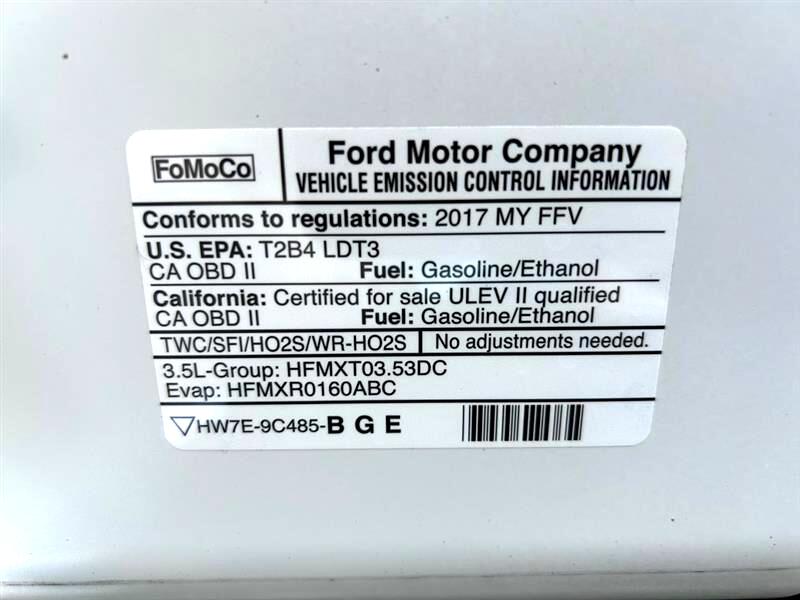 FoMoCo
Ford Motor Company
VEHICLE EMISSION CONTROL INFORMATION
Conforms to regulations: 2017 MY FFV
U.S. EPA: T2B4 LDT3
CA OBD II Fuel: Gasoline/Ethanol
California: Certified for sale ULEV II qualified
CA OBD II Fuel: Gasoline/Ethanol
TWC/SFI/HO2S/WR-HO2S No adjustments needed.
3.5L-Group: HFMXT03.53DC
Evap: HFMXR0160ABC
HW7E-9C485-B G E